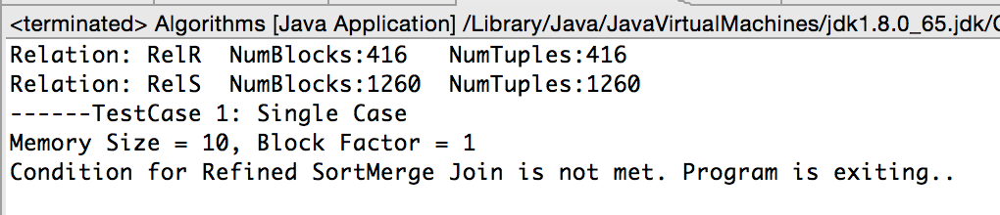 <terminated> Algorithms [Java Application] /Library/Java/JavaVirtualMachines/jdk1.8.0_65.jdk/C
Relation: RelR  NumBlocks:416   NumTuples:416
Relation: RelS  NumBlocks:1260  NumTuples:1260
------TestCase 1: Single Case
Memory Size = 10, Block Factor = 1
Condition for Refined SortMerge Join is not met. Program is exiting..